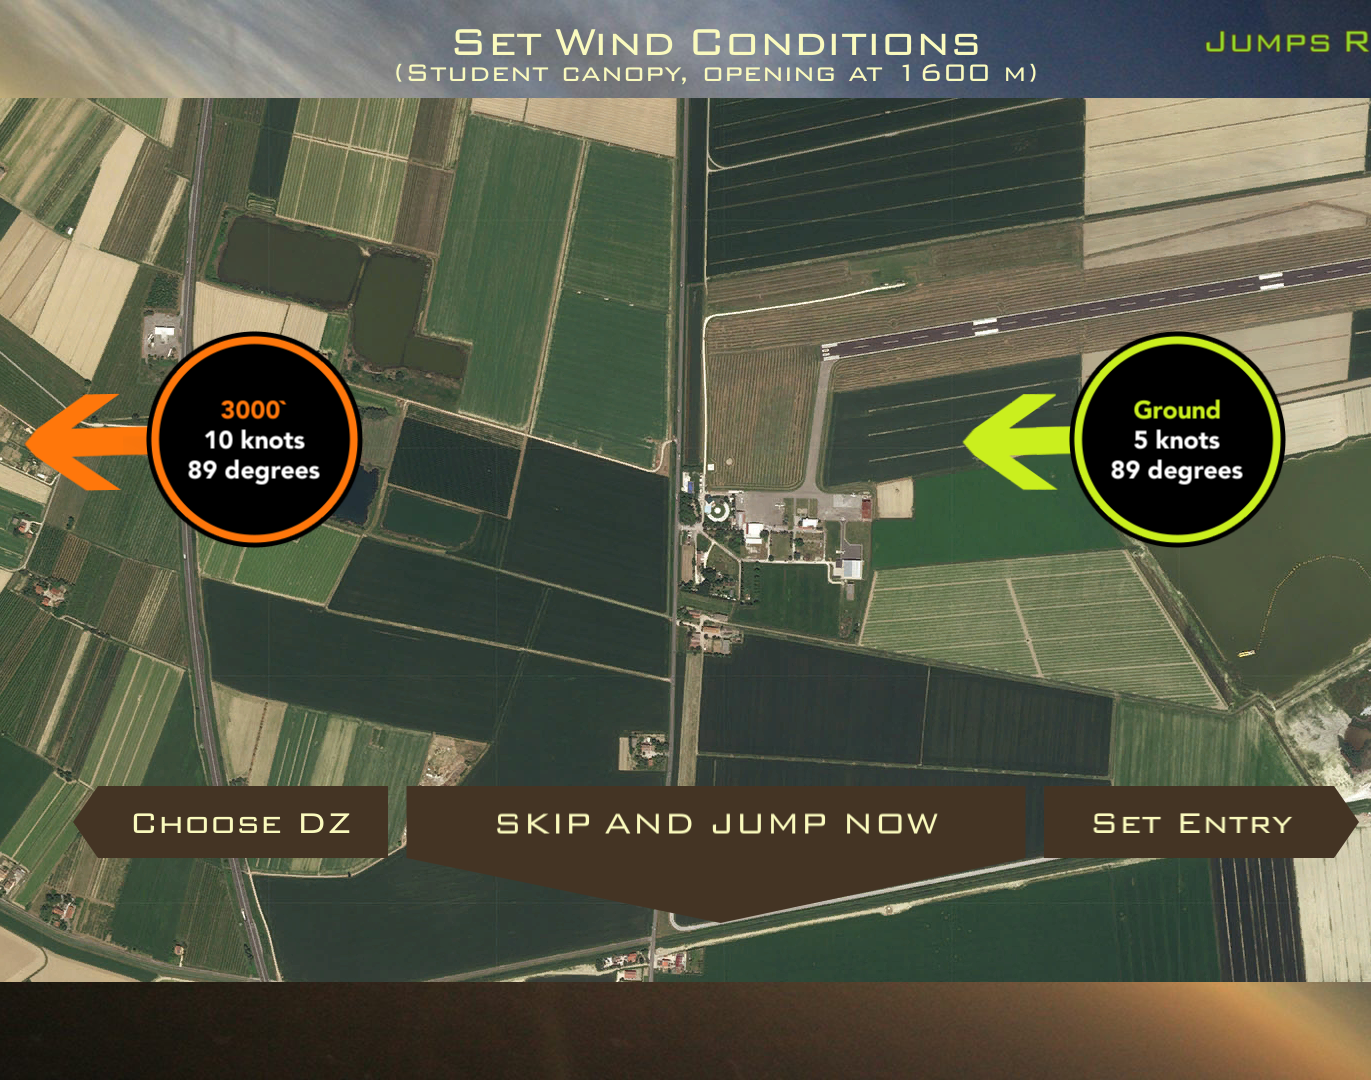 Set Wind Conditions
(Student canopy, opening at 1600 m)
Jumps R
3000`
10 knots
89 degrees
Ground
5 knots
89 degrees
Choose DZ
SKIP AND JUMP NOW
Set Entry